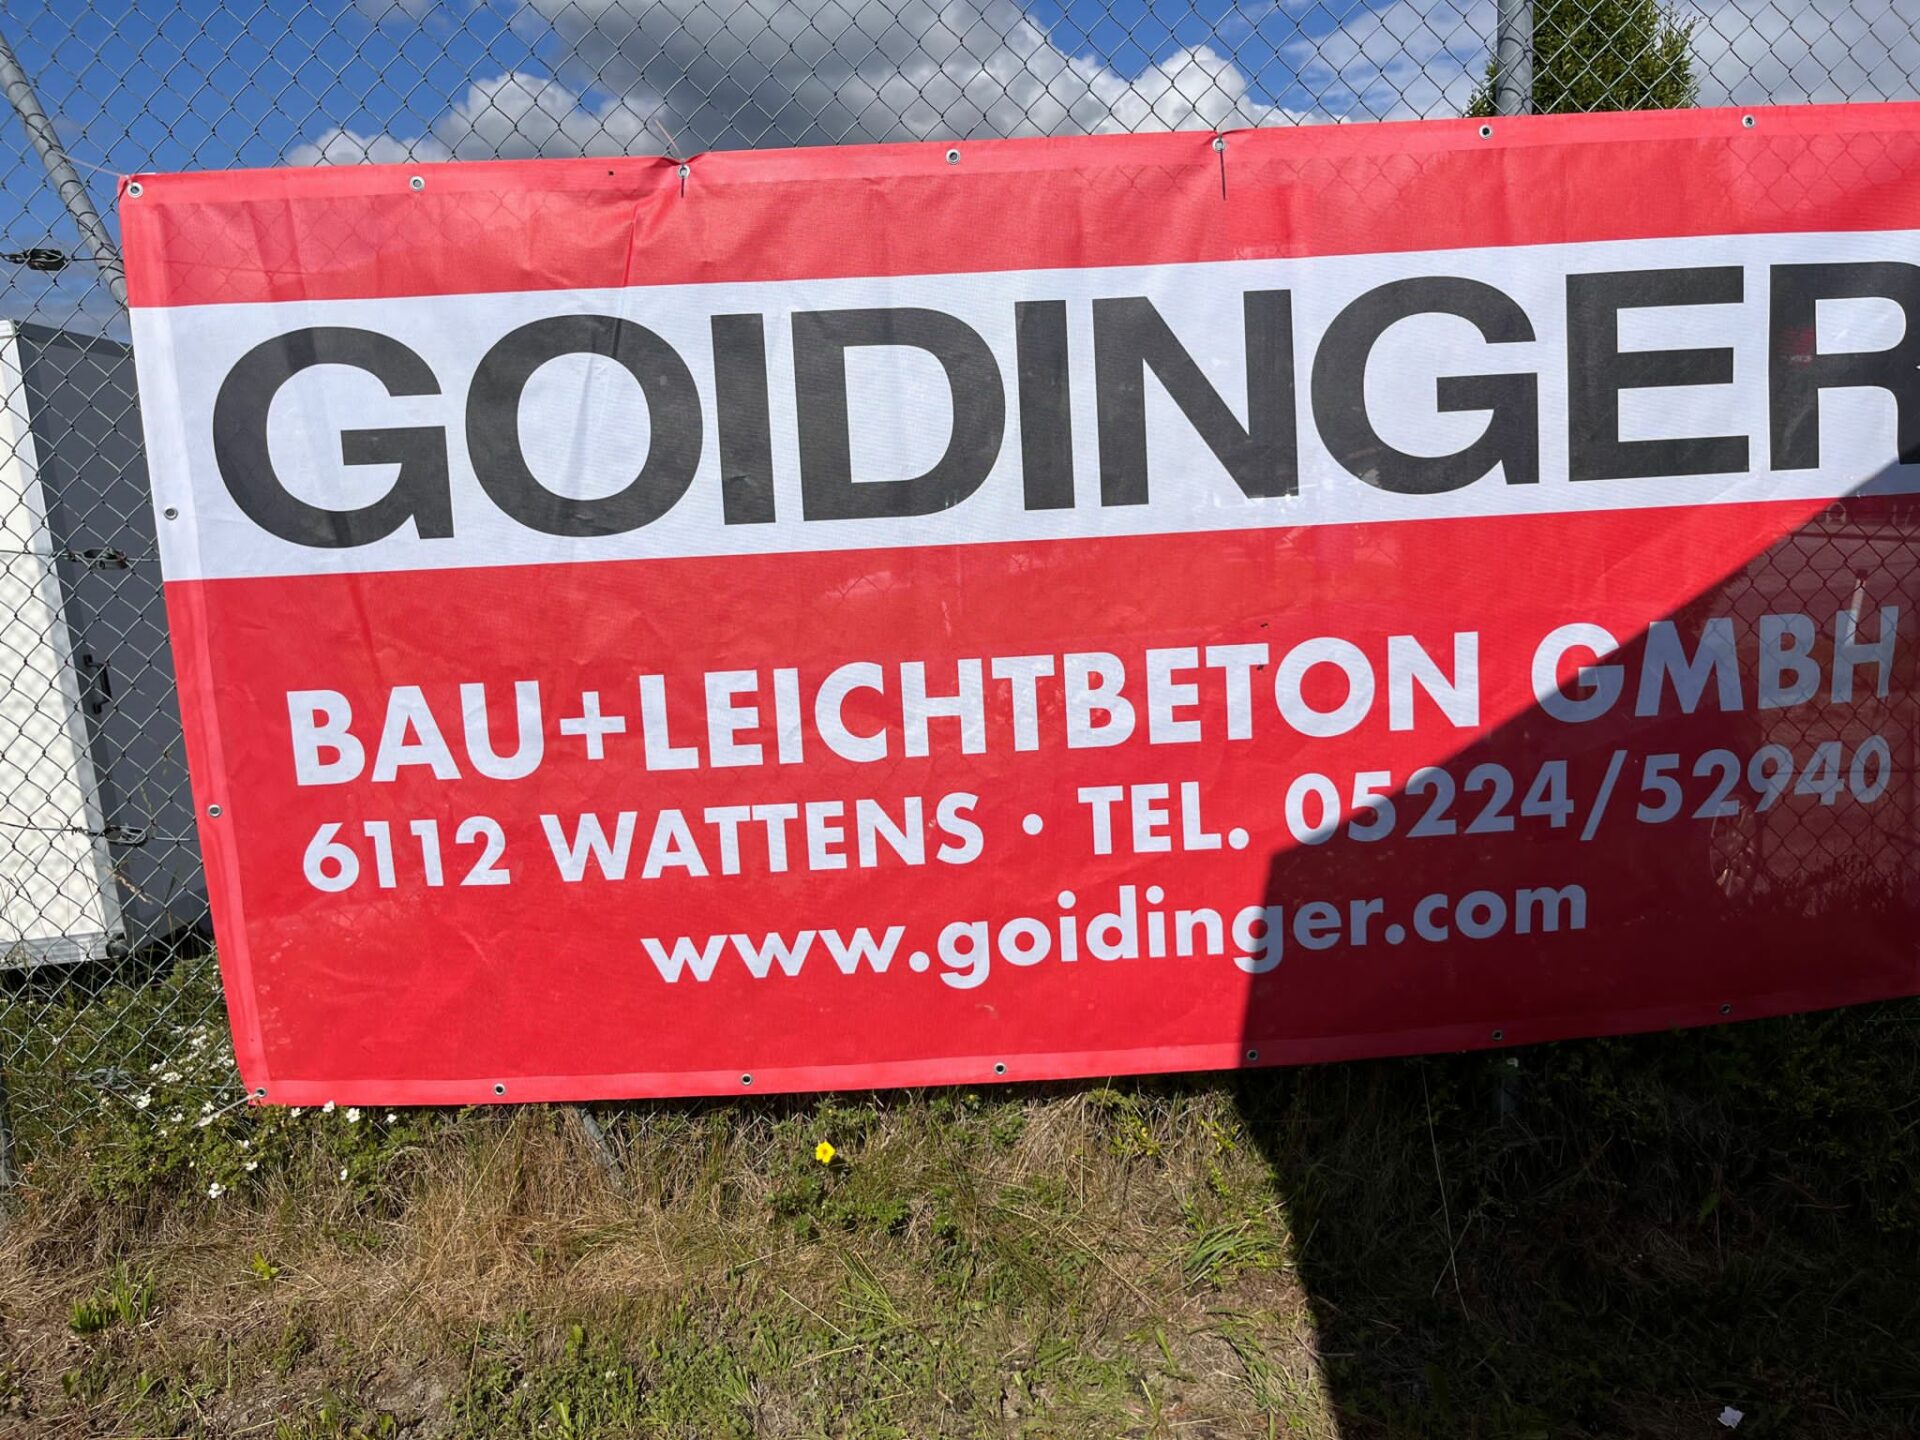 GOIDINGER
BAU+LEICHTBETON GMBH
6112 WATTENS · TEL. 05224/52940
www.goidinger.com